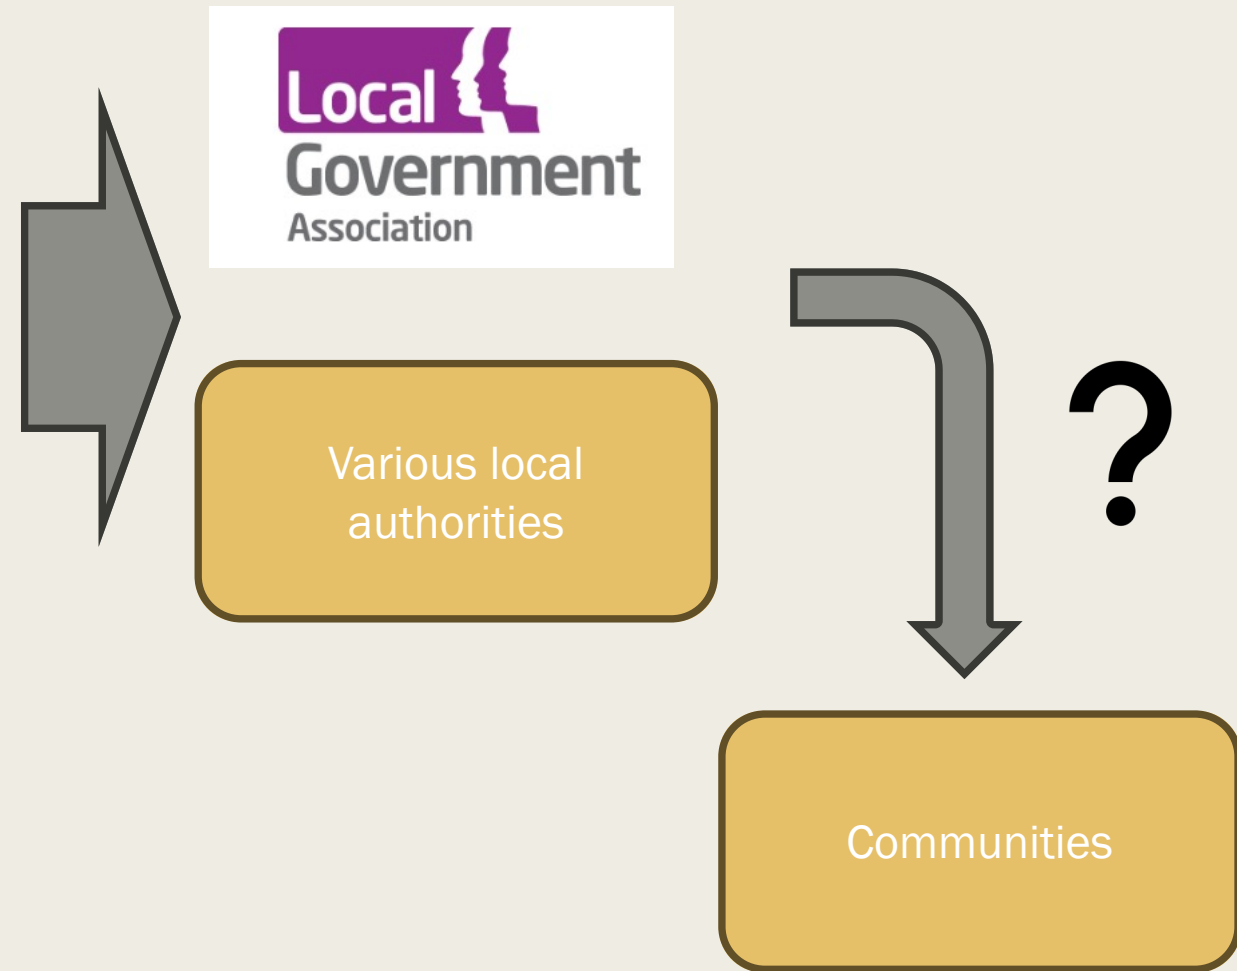 Local
Government
Association
Various local
authorities
?
Communities